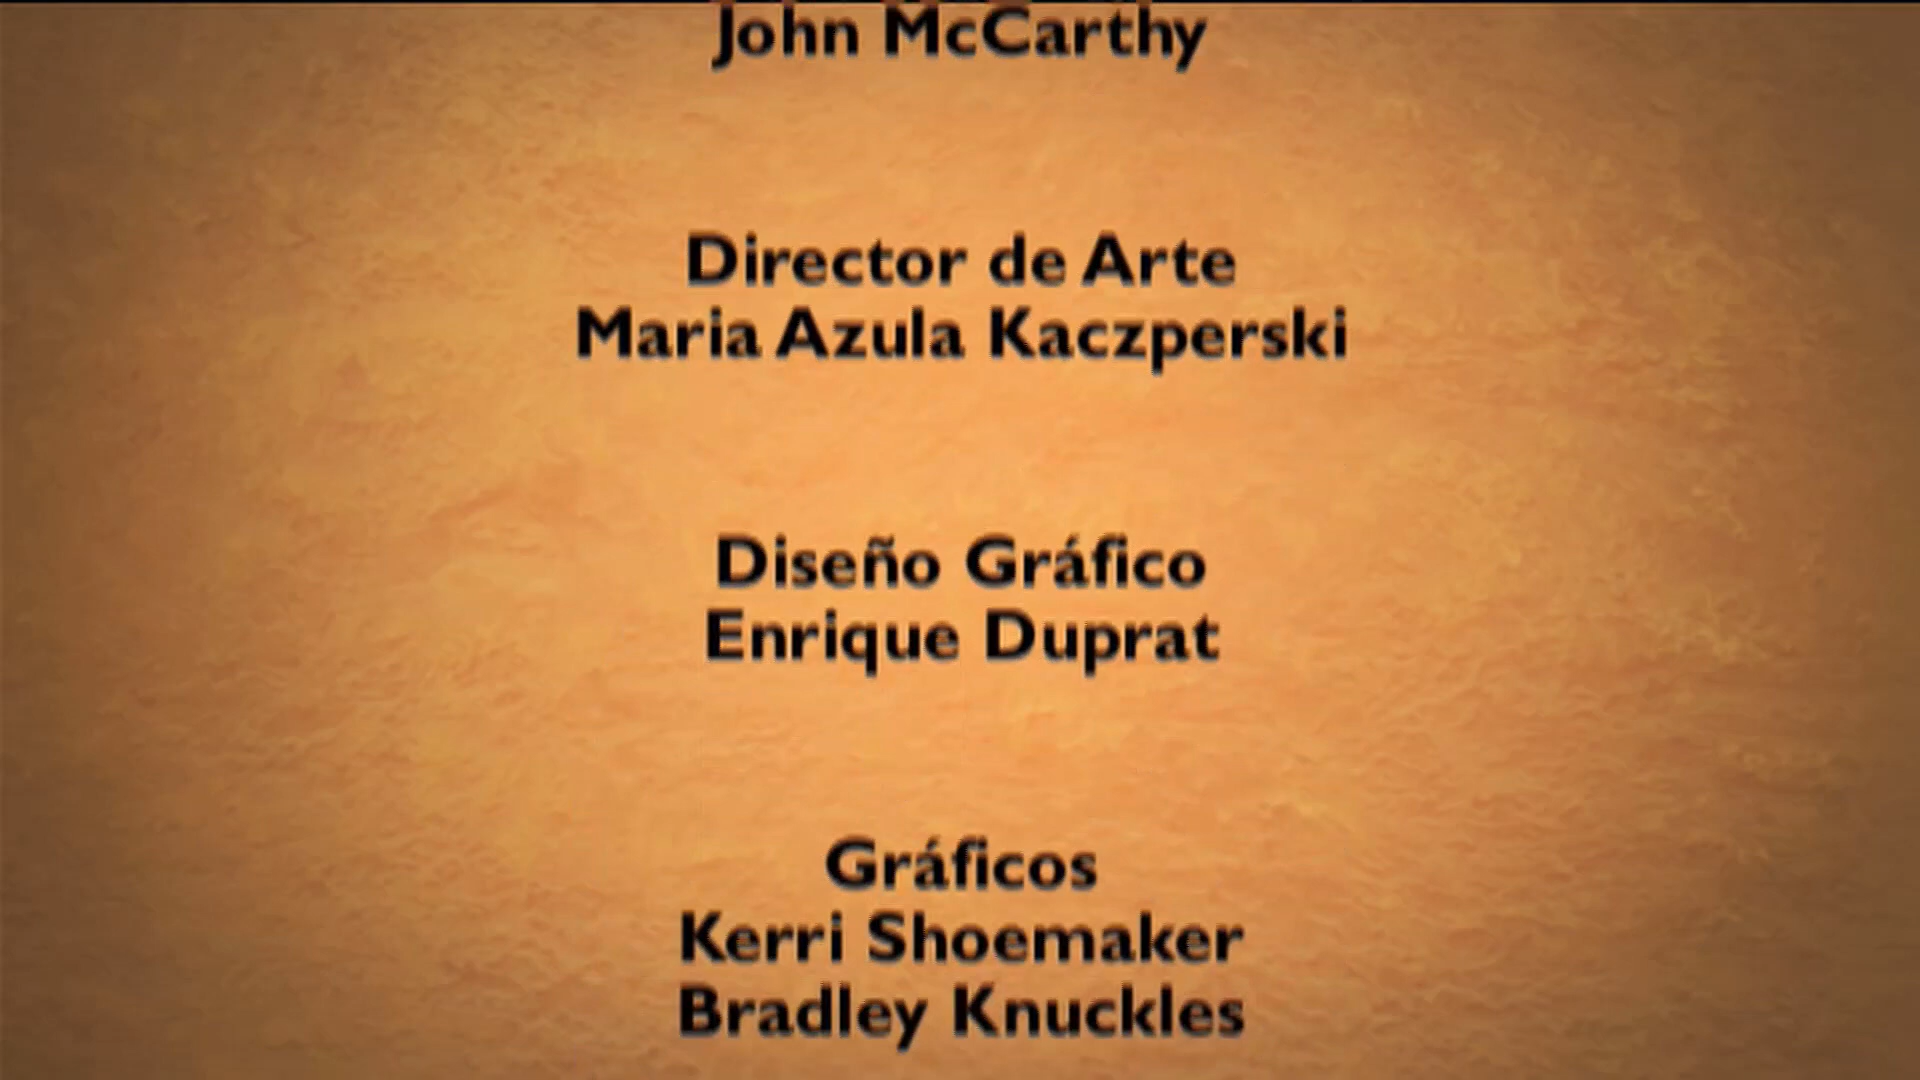 John McCarthy
Director de Arte
Maria Azula Kaczperski
Diseño Gráfico
Enrique Duprat
Gráficos
Kerri Shoemaker
Bradley Knuckles